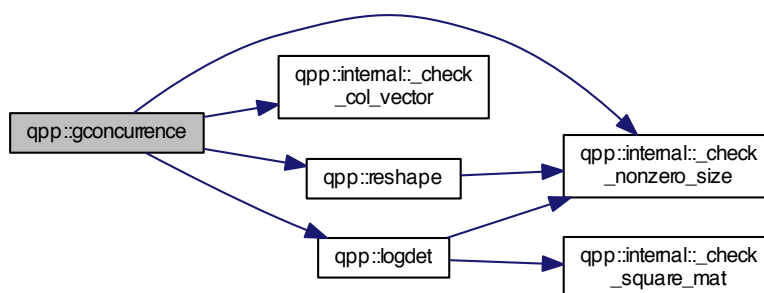 qpp::gconcurrence
qpp::internal::_check
_col_vector
qpp::reshape
qpp::logdet
qpp::internal::_check
_nonzero_size
qpp::internal::_check
_square_mat